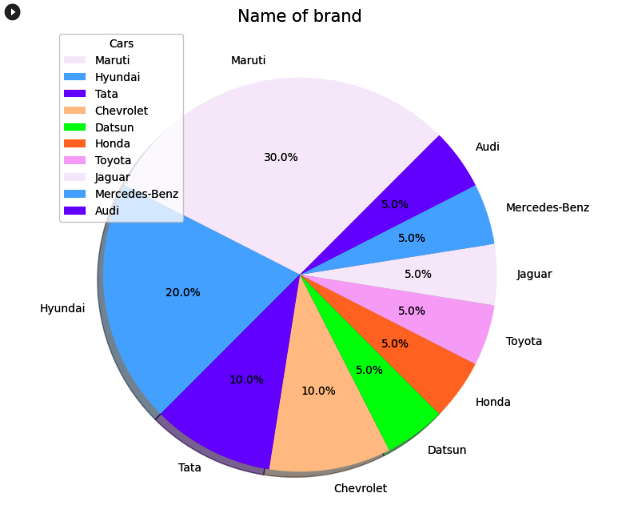 Name of brand
Cars
Maruti
Hyundai
Tata
Chevrolet
Datsun
Honda
Toyota
Jaguar
Mercedes-Benz
Audi
Maruti
30.0%
Hyundai
20.0%
Tata
10.0%
Chevrolet
10.0%
Datsun
5.0%
Honda
5.0%
Toyota
5.0%
Jaguar
5.0%
Mercedes-Benz
5.0%
Audi
5.0%